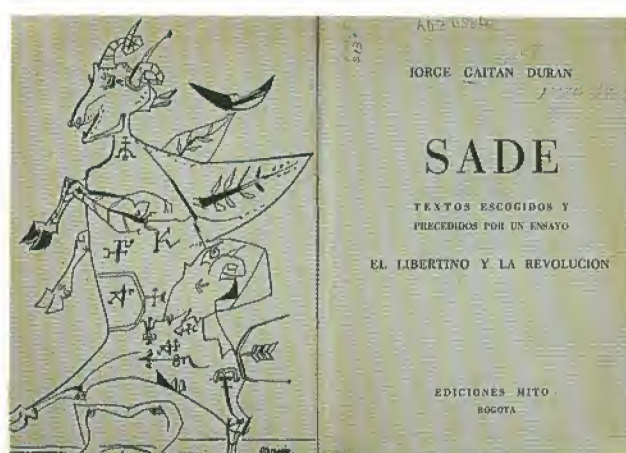 JORGE GAITAN DURAN
SADE
TEXTOS ESCOGIDOS Y
PRECEDIDOS POR UN ENSAYO
EL LIBERTINO Y LA REVOLUCION
EDICIONES MITO
BOGOTA